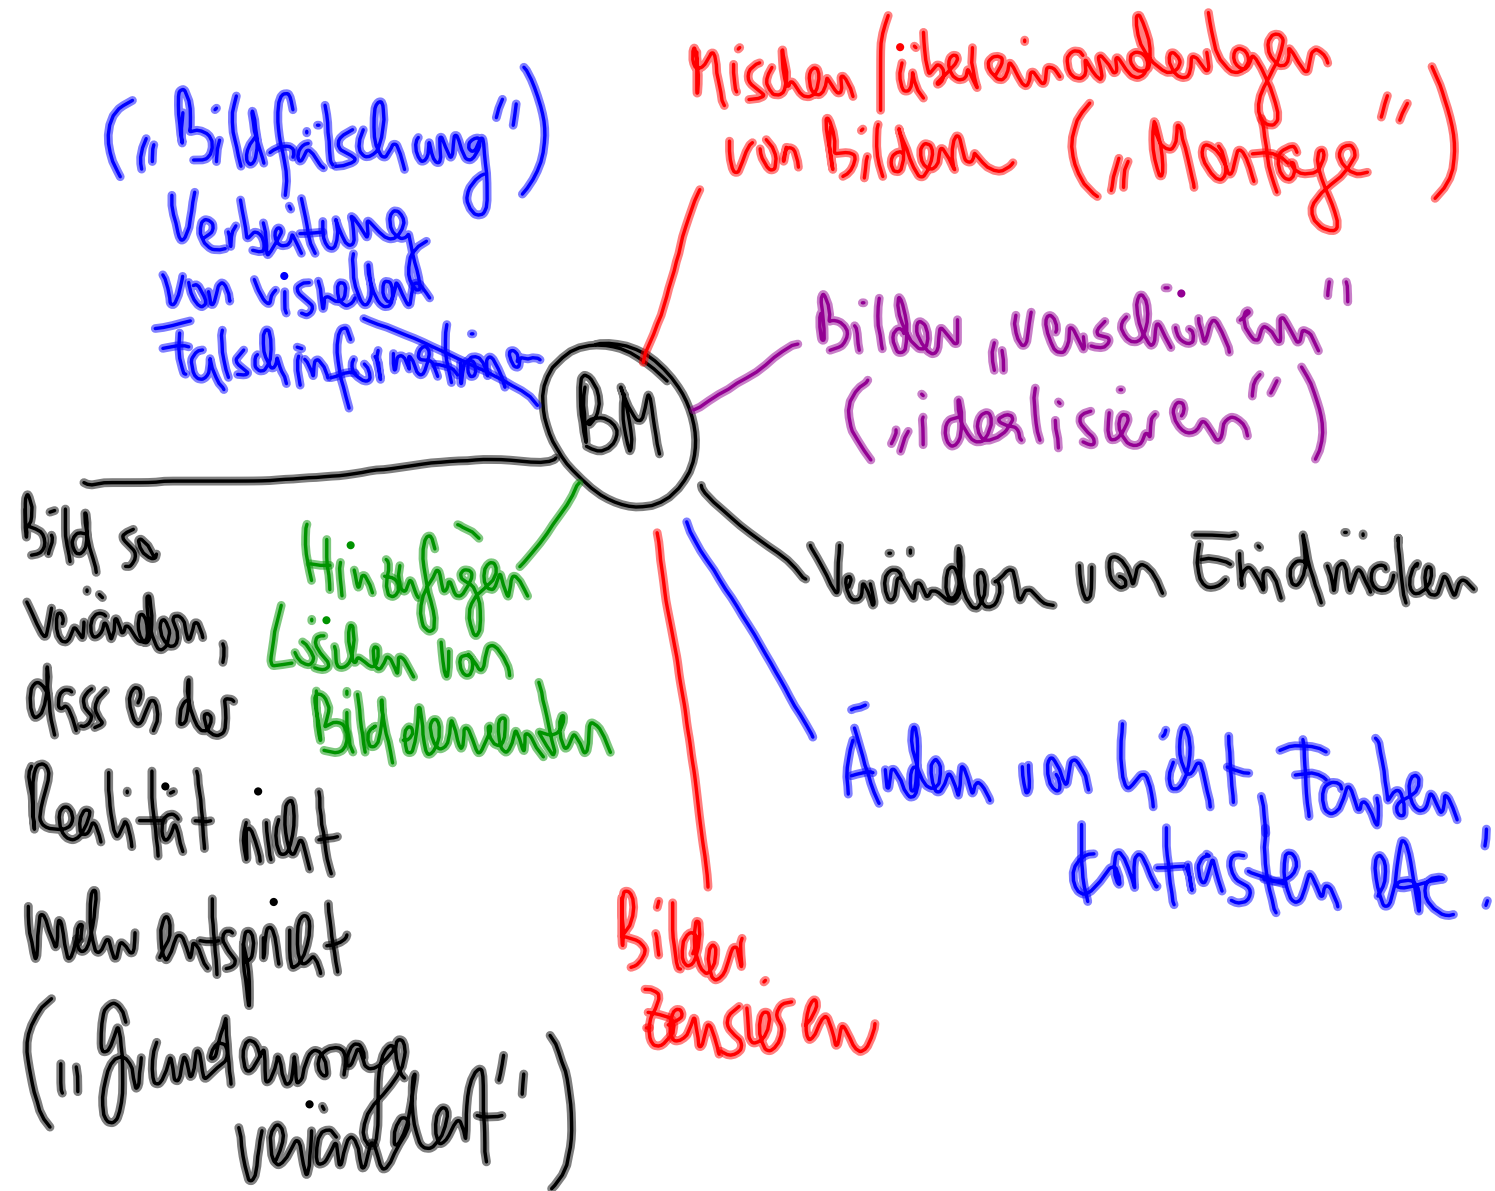 („Bildfälschung")
Verbreitung
von visuellen
Falschinformationen
Mischen / übereinanderlegen
von Bildern („Montage")
Bilder „verschönern"
(„idealisieren")
BM
Verändern von Eindrücken
Ändern von Licht, Farben,
Kontrasten etc.
Bilder
zensieren
Hinzufügen
Löschen von
Bildelementen
Bild so
verändern,
dass es der
Realität nicht
mehr entspricht
(„Grundaussage
verändert")